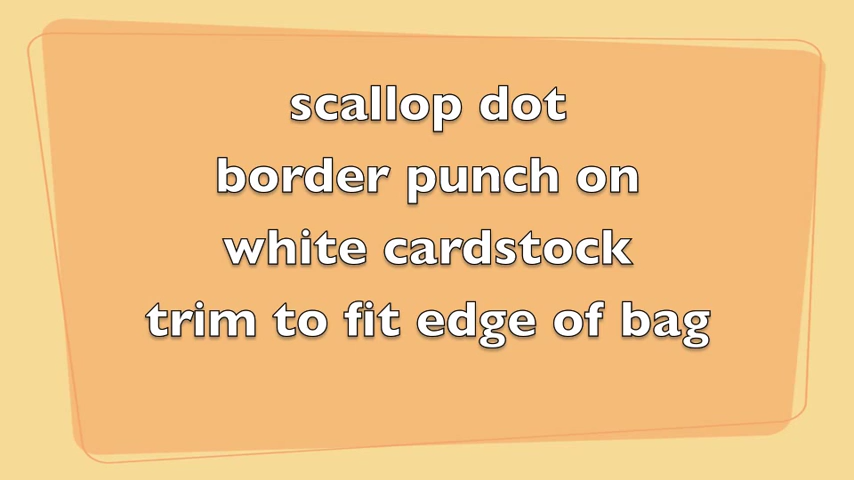 scallop dot
border punch on
white cardstock
trim to fit edge of bag